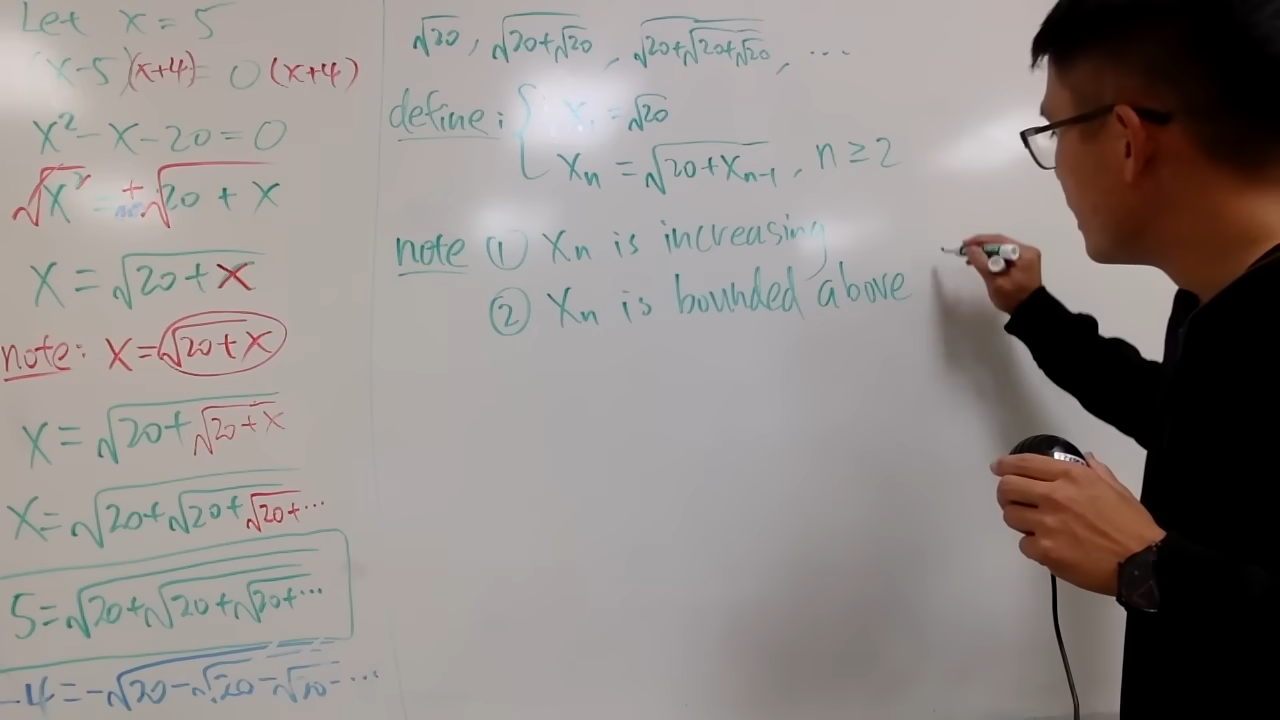 Let x = 5
(x-5)(x+4) = 0 (x+4)
x² - x - 20 = 0
√x² = ±√(20 + x)
x = √(20 + x)
note: x = √(20 + x)
x = √(20 + √(20 + x))
x = √(20 + √(20 + √(20 + ···
5 = √(20 + √(20 + √(20 + ···
-4 = -√(20 - √(20 - √(20 - ···
√20, √(20+√20), √(20+√(20+√20)), ···
define: { x₁ = √20
xₙ = √(20 + xₙ₋₁), n ≥ 2
note ① xₙ is increasing
② xₙ is bounded above